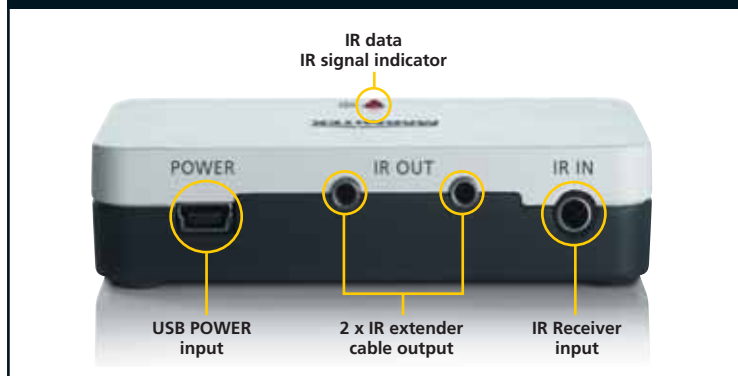 IR data
IR signal indicator
POWER
IR OUT
IR IN
USB POWER
input
2 x IR extender
cable output
IR Receiver
input